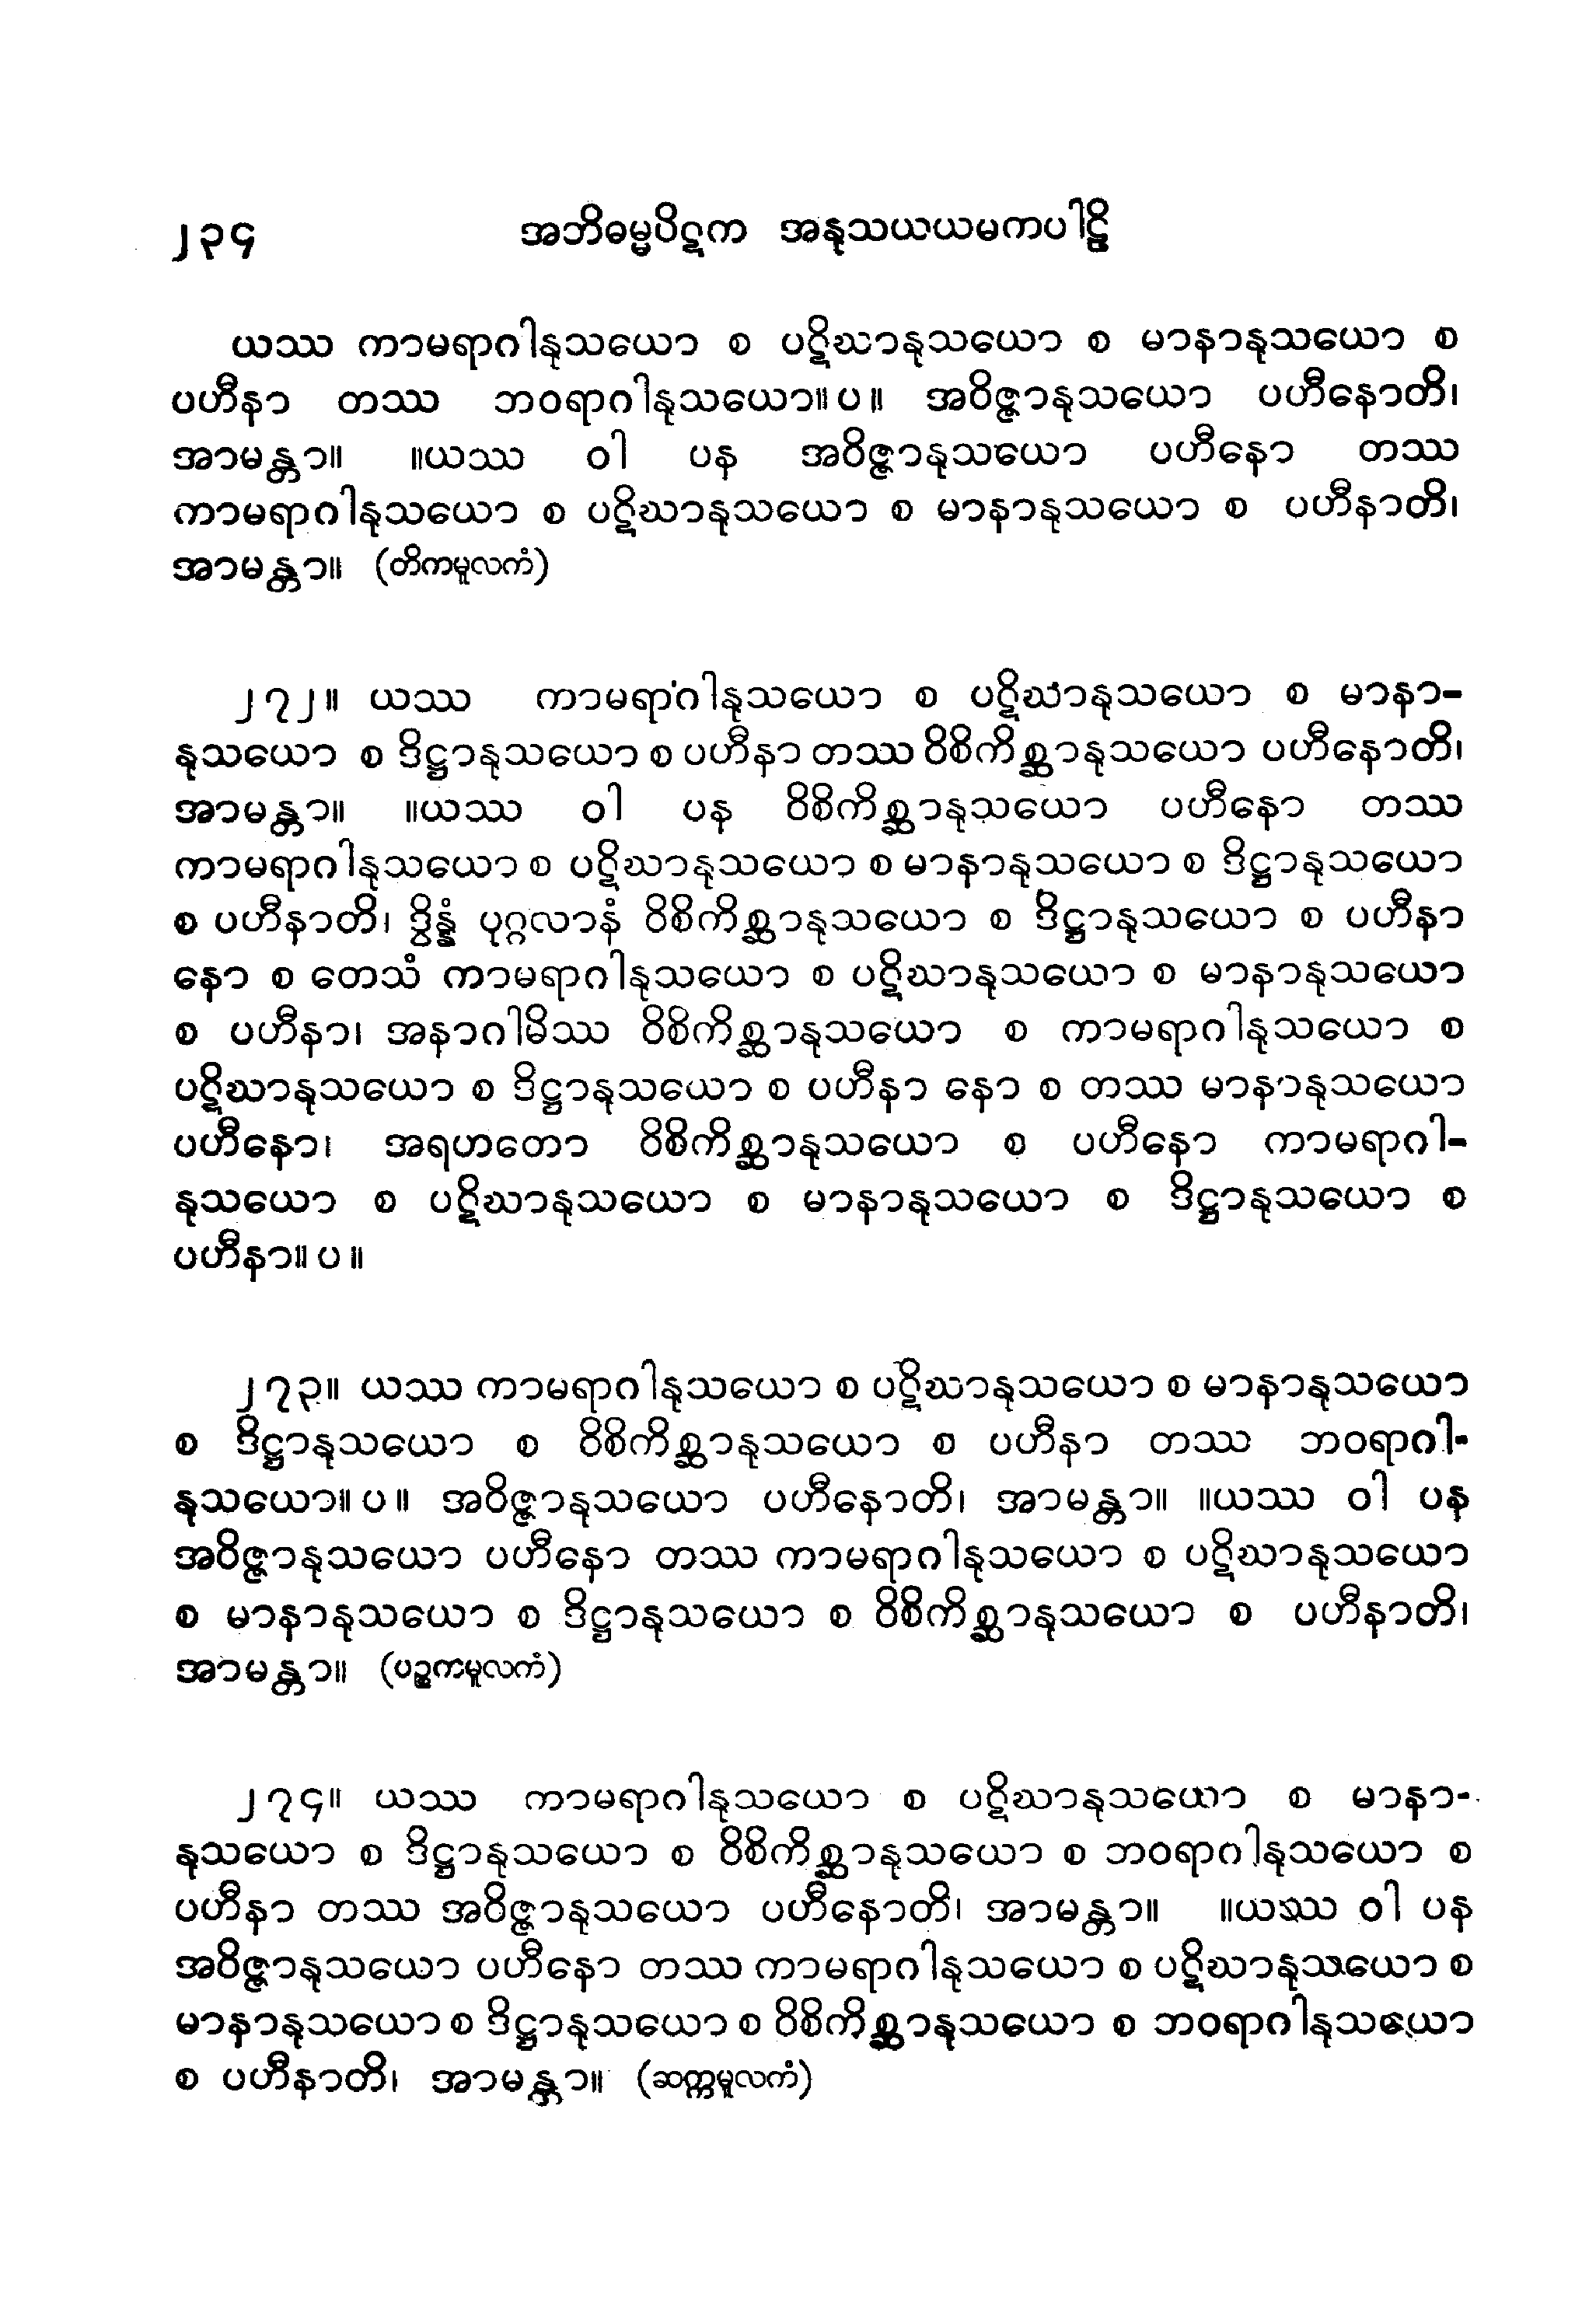 ၂၃၄ အဘိဓမ္မပိဋက အနုသယယမကပါဠိ
ယဿ ကာမရာဂါနုသယော စ ပဋိဃာနုသယော စ မာနာနုသယော စ
ပဟီနာ တဿ ဘဝရာဂါနုသယော။ပ။ အဝိဇ္ဇာနုသယော ပဟီနောတိ၊
အာမန္တာ။ ။ယဿ ဝါ ပန အဝိဇ္ဇာနုသယော ပဟီနော တဿ
ကာမရာဂါနုသယော စ ပဋိဃာနုသယော စ မာနာနုသယော စ ပဟီနာတိ၊
အာမန္တာ။ (တိကမူလကံ)
၂၇၂။ ယဿ ကာမရာဂါနုသယော စ ပဋိဃာနုသယော စ မာနာ-
နုသယော စ ဒိဋ္ဌာနုသယော စ ပဟီနာ တဿ ဝိစိကိစ္ဆာနုသယော ပဟီနောတိ၊
အာမန္တာ။ ။ယဿ ဝါ ပန ဝိစိကိစ္ဆာနုသယော ပဟီနော တဿ
ကာမရာဂါနုသယော စ ပဋိဃာနုသယော စ မာနာနုသယော စ ဒိဋ္ဌာနုသယော
စ ပဟီနာတိ၊ ဒွိန္နံ ပုဂ္ဂလာနံ ဝိစိကိစ္ဆာနုသယော စ ဒိဋ္ဌာနုသယော စ ပဟီနာ
နော စ တေသံ ကာမရာဂါနုသယော စ ပဋိဃာနုသယော စ မာနာနုသယော
စ ပဟီနာ၊ အနာဂါမိဿ ဝိစိကိစ္ဆာနုသယော စ ကာမရာဂါနုသယော စ
ပဋိဃာနုသယော စ ဒိဋ္ဌာနုသယော စ ပဟီနာ နော စ တဿ မာနာနုသယော
ပဟီနော၊ အရဟတော ဝိစိကိစ္ဆာနုသယော စ ပဟီနော ကာမရာဂါ-
နုသယော စ ပဋိဃာနုသယော စ မာနာနုသယော စ ဒိဋ္ဌာနုသယော စ
ပဟီနာ။ပ။
၂၇၃။ ယဿ ကာမရာဂါနုသယော စ ပဋိဃာနုသယော စ မာနာနုသယော
စ ဒိဋ္ဌာနုသယော စ ဝိစိကိစ္ဆာနုသယော စ ပဟီနာ တဿ ဘဝရာဂါ-
နုသယော။ပ။ အဝိဇ္ဇာနုသယော ပဟီနောတိ၊ အာမန္တာ။ ။ယဿ ဝါ ပန
အဝိဇ္ဇာနုသယော ပဟီနော တဿ ကာမရာဂါနုသယော စ ပဋိဃာနုသယော
စ မာနာနုသယော စ ဒိဋ္ဌာနုသယော စ ဝိစိကိစ္ဆာနုသယော စ ပဟီနာတိ၊
အာမန္တာ။ (ပဉ္စကမူလကံ)
၂၇၄။ ယဿ ကာမရာဂါနုသယော စ ပဋိဃာနုသယော စ မာနာ-
နုသယော စ ဒိဋ္ဌာနုသယော စ ဝိစိကိစ္ဆာနုသယော စ ဘဝရာဂါနုသယော စ
ပဟီနာ တဿ အဝိဇ္ဇာနုသယော ပဟီနောတိ၊ အာမန္တာ။ ။ယဿ ဝါ ပန
အဝိဇ္ဇာနုသယော ပဟီနော တဿ ကာမရာဂါနုသယော စ ပဋိဃာနုသယော စ
မာနာနုသယော စ ဒိဋ္ဌာနုသယော စ ဝိစိကိစ္ဆာနုသယော စ ဘဝရာဂါနုသယော
စ ပဟီနာတိ၊ အာမန္တာ။ (ဆက္ကမူလကံ)